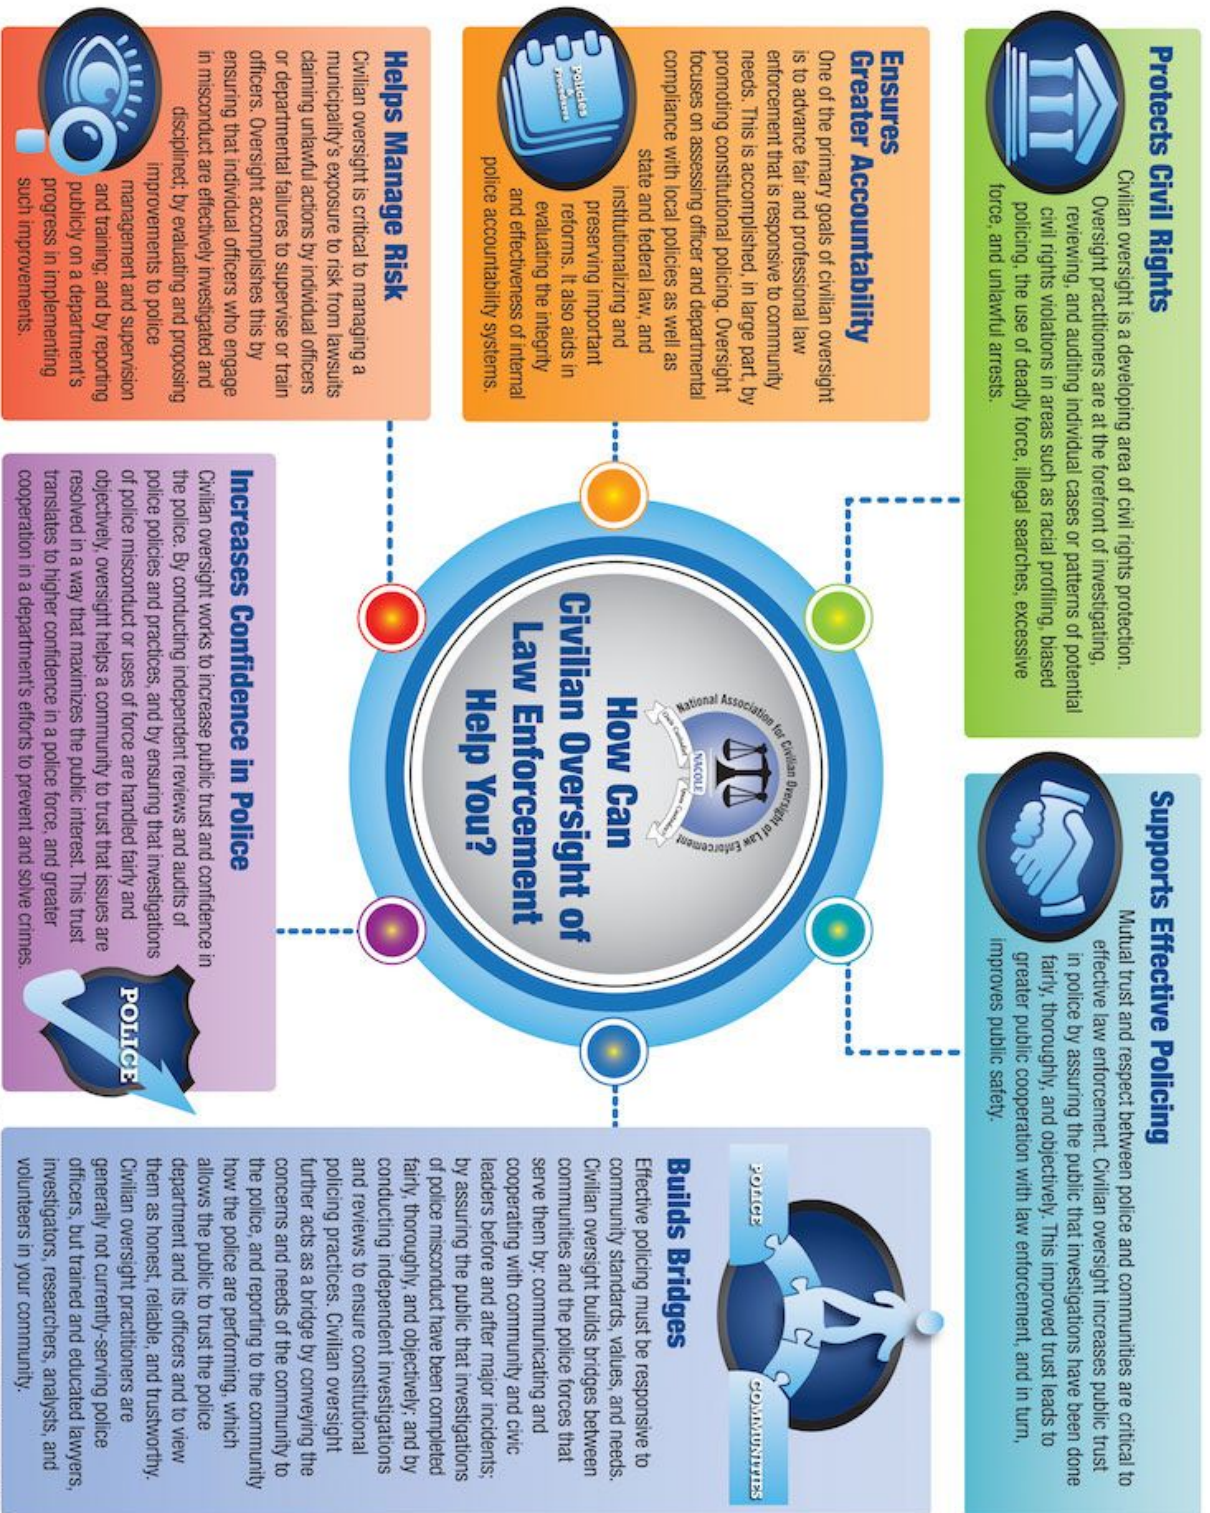 Protects Civil Rights
Civilian oversight is a developing area of civil rights protection.
Oversight practitioners are at the forefront of investigating,
reviewing, and auditing individual cases or patterns of potential
civil rights violations in areas such as racial profiling, biased
policing, the use of deadly force, illegal searches, excessive
force, and unlawful arrests.
Supports Effective Policing
Mutual trust and respect between police and communities are critical to
effective law enforcement. Civilian oversight increases public trust
in police by assuring the public that investigations have been done
fairly, thoroughly, and objectively. This improved trust leads to
greater public cooperation with law enforcement, and in turn,
improves public safety.
Ensures
Greater Accountability
One of the primary goals of civilian oversight
is to advance fair and professional law
enforcement that is responsive to community
needs. This is accomplished, in large part, by
promoting constitutional policing. Oversight
focuses on assessing officer and departmental
compliance with local policies as well as
state and federal law, and
institutionalizing and
preserving important
reforms. It also aids in
evaluating the integrity
and effectiveness of internal
police accountability systems.
Policies
&
Procedures
National Association for Civilian Oversight of Law Enforcement
NACOLE
How Can
Civilian Oversight of
Law Enforcement
Help You?
POLICE
COMMUNITIES
Builds Bridges
Effective policing must be responsive to
community standards, values, and needs.
Civilian oversight builds bridges between
communities and the police forces that
serve them by: communicating and
cooperating with community and civic
leaders before and after major incidents;
by assuring the public that investigations
of police misconduct have been completed
fairly, thoroughly, and objectively; and by
conducting independent investigations
and reviews to ensure constitutional
policing practices. Civilian oversight
further acts as a bridge by conveying the
concerns and needs of the community to
the police, and reporting to the community
how the police are performing, which
allows the public to trust the police
department and its officers and to view
them as honest, reliable, and trustworthy.
Civilian oversight practitioners are
generally not currently-serving police
officers, but trained and educated lawyers,
investigators, researchers, analysts, and
volunteers in your community.
Helps Manage Risk
Civilian oversight is critical to managing a
municipality's exposure to risk from lawsuits
claiming unlawful actions by individual officers
or departmental failures to supervise or train
officers. Oversight accomplishes this by
ensuring that individual officers who engage
in misconduct are effectively investigated and
disciplined; by evaluating and proposing
improvements to police
management and supervision
and training; and by reporting
publicly on a department's
progress in implementing
such improvements.
Increases Confidence in Police
Civilian oversight works to increase public trust and confidence in
the police. By conducting independent reviews and audits of
police policies and practices, and by ensuring that investigations
of police misconduct or uses of force are handled fairly and
objectively, oversight helps a community to trust that issues are
resolved in a way that maximizes the public interest. This trust
translates to higher confidence in a police force, and greater
cooperation in a department's efforts to prevent and solve crimes.
POLICE